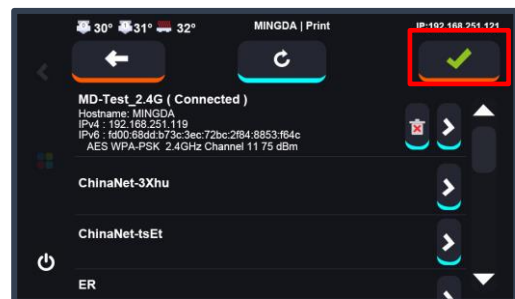 30° 31° 32° MINGDA | Print IP:192.168.251.121
MD-Test_2.4G ( Connected )
Hostname: MINGDA
IPv4 : 192.168.251.119
IPv6 : fd00:68dd:b73c:3ec:72bc:2f84:8853:f64c
AES WPA-PSK 2.4GHz Channel 11 75 dBm
ChinaNet-3Xhu
ChinaNet-tsEt
ER